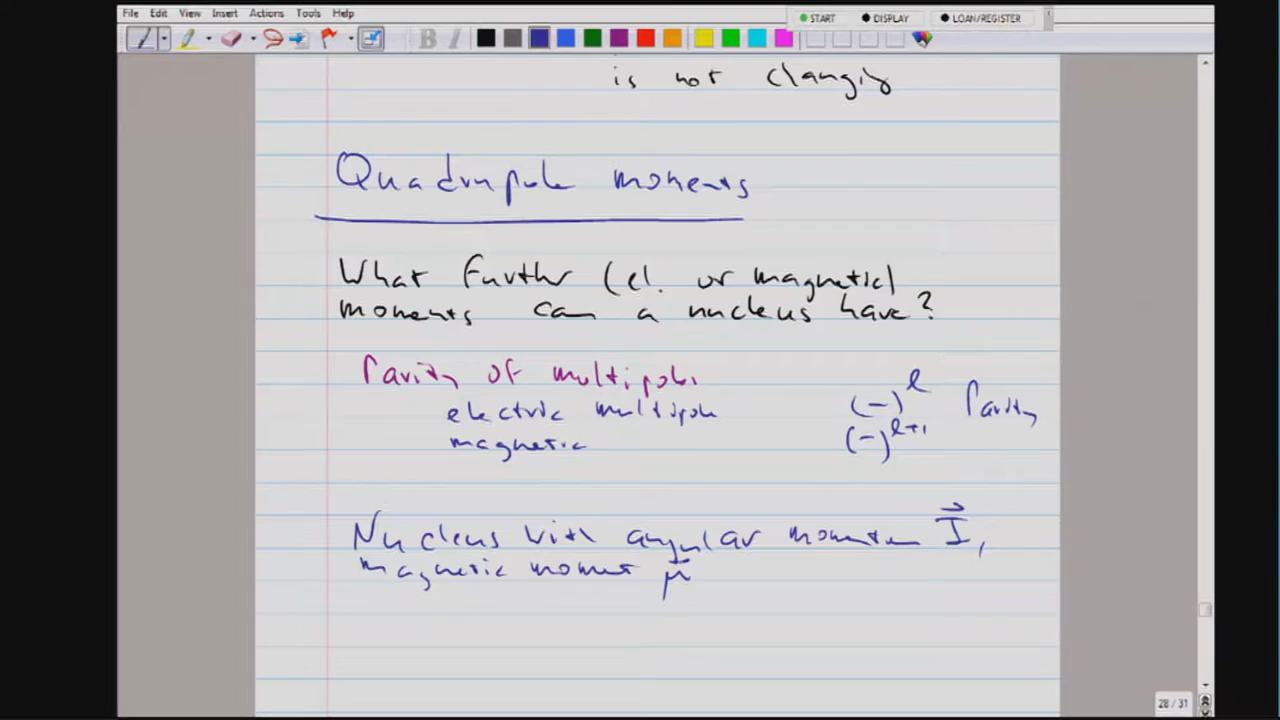 File Edit View Insert Actions Tools Help
START DISPLAY LOAN/REGISTER
is not changing
Quadrupole moments
What further (el. or magnetic)
moments can a nucleus have?
Parity of multipoles
electric multipole (−)^l Parity
magnetic (−)^{l+1}
Nucleus with angular momentum I⃗,
magnetic moment μ⃗
28/31